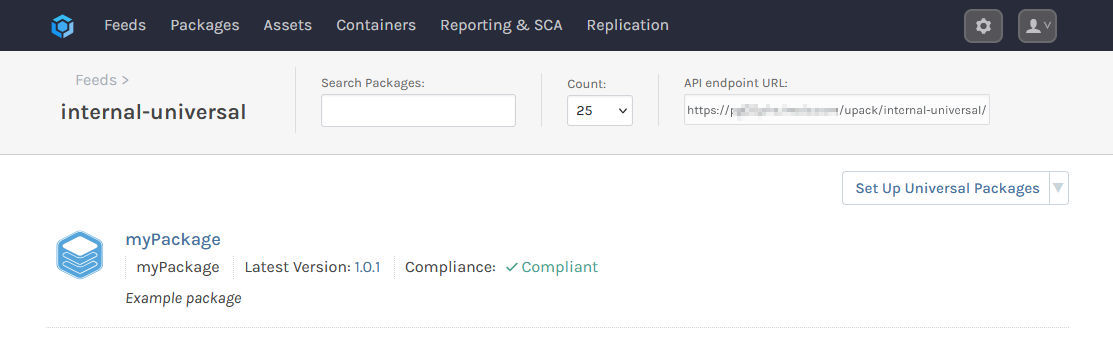 Feeds Packages Assets Containers Reporting & SCA Replication
Feeds >
internal-universal
Search Packages:
Count:
25
API endpoint URL:
https:// /upack/internal-universal/
Set Up Universal Packages
myPackage
myPackage Latest Version: 1.0.1 Compliance: Compliant
Example package